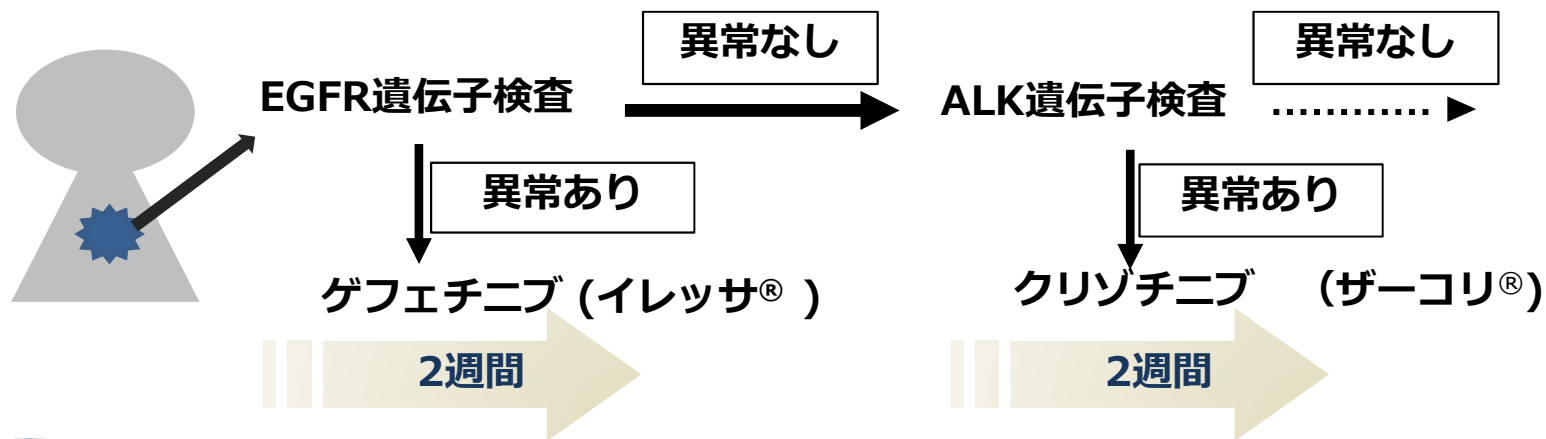 異常なし
異常なし
EGFR遺伝子検査
ALK遺伝子検査
異常あり
異常あり
ゲフェチニブ (イレッサ® )
クリゾチニブ　（ザーコリ®)
2週間
2週間